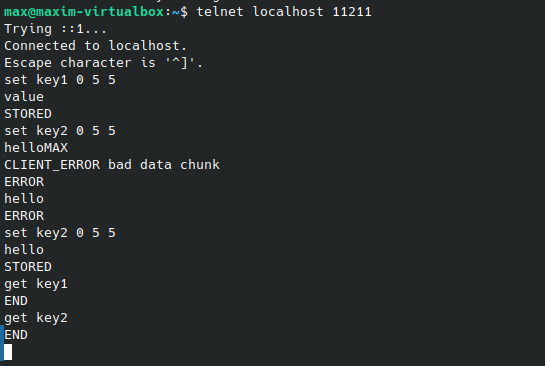 max@maxim-virtualbox:~$ telnet localhost 11211
Trying ::1...
Connected to localhost.
Escape character is '^]'.
set key1 0 5 5
value
STORED
set key2 0 5 5
helloMAX
CLIENT_ERROR bad data chunk
ERROR
hello
ERROR
set key2 0 5 5
hello
STORED
get key1
END
get key2
END